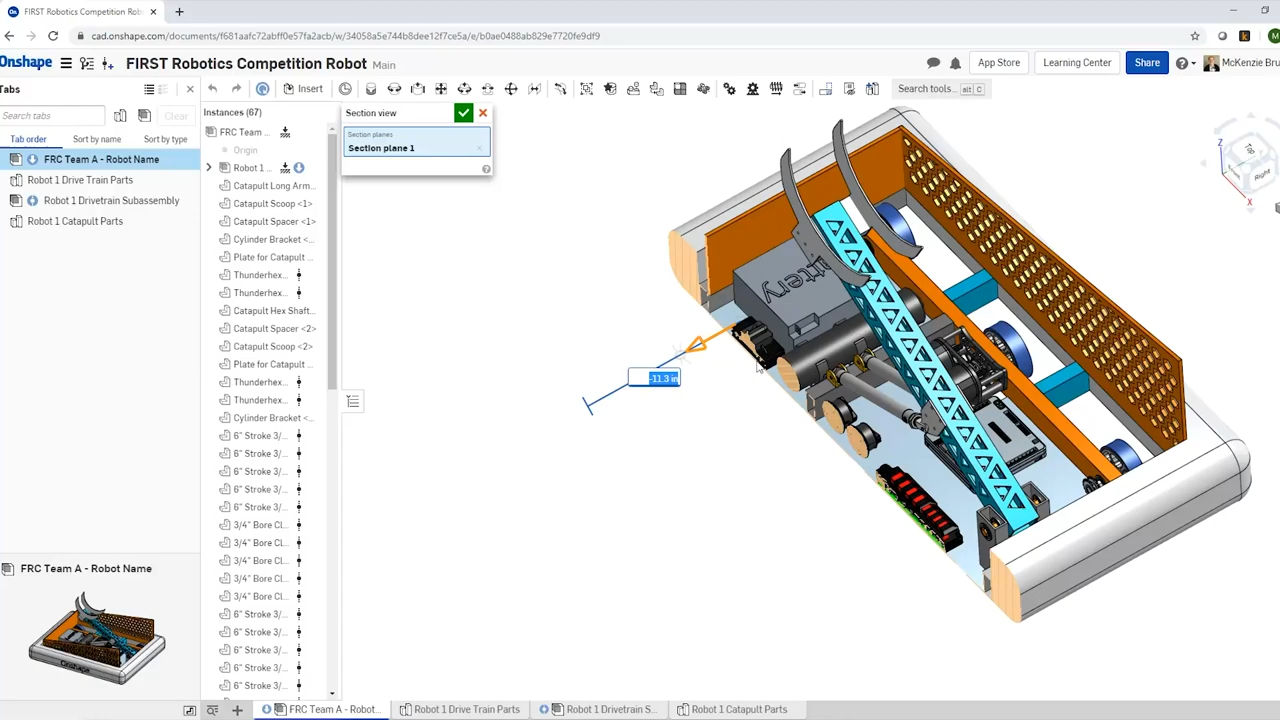 FIRST Robotics Competition Robot
cad.onshape.com/documents/f681aafc72abff0e57fa2acb/w/34058a5e744b8dee12f7ce5a/e/b0ae0488ab829e7720fe9df9
Onshape
FIRST Robotics Competition Robot Main
App Store
Learning Center
Share
McKenzie Bru
Tabs
Insert
Search tools... alt C
Search tabs
Clear
Tab order
Sort by name
Sort by type
FRC Team A - Robot Name
Robot 1 Drive Train Parts
Robot 1 Drivetrain Subassembly
Robot 1 Catapult Parts
Instances (67)
FRC Team ...
Origin
Robot 1 ...
Catapult Long Arm...
Catapult Scoop <1>
Catapult Spacer <1>
Cylinder Bracket <...
Plate for Catapult ...
Thunderhex...
Thunderhex...
Catapult Hex Shaft...
Catapult Spacer <2>
Catapult Scoop <2>
Plate for Catapult ...
Thunderhex...
Thunderhex...
Cylinder Bracket <...
6" Stroke 3/...
6" Stroke 3/...
6" Stroke 3/...
6" Stroke 3/...
6" Stroke 3/...
3/4" Bore Cl...
3/4" Bore Cl...
3/4" Bore Cl...
3/4" Bore Cl...
3/4" Bore Cl...
6" Stroke 3/...
6" Stroke 3/...
6" Stroke 3/...
6" Stroke 3/...
6" Stroke 3/...
Section view
Section planes
Section plane 1
-11.3 in
Battery
Z
Top
Right
X
FRC Team A - Robot Name
Onshape
FRC Team A - Robot...
Robot 1 Drive Train Parts
Robot 1 Drivetrain S...
Robot 1 Catapult Parts